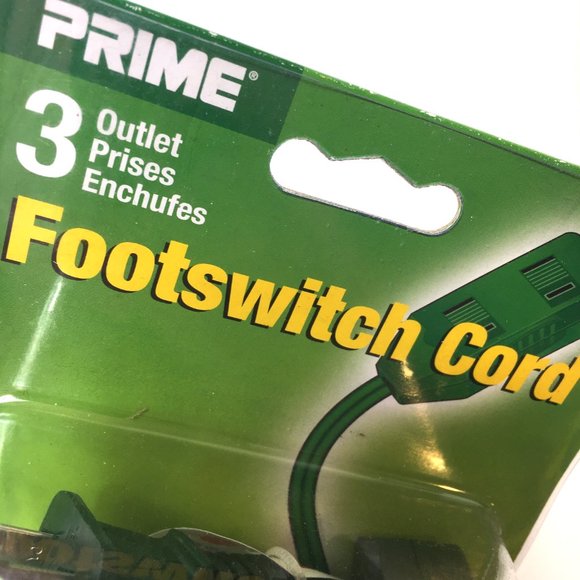 PRIME®
3 Outlet
Prises
Enchufes
Footswitch Cord